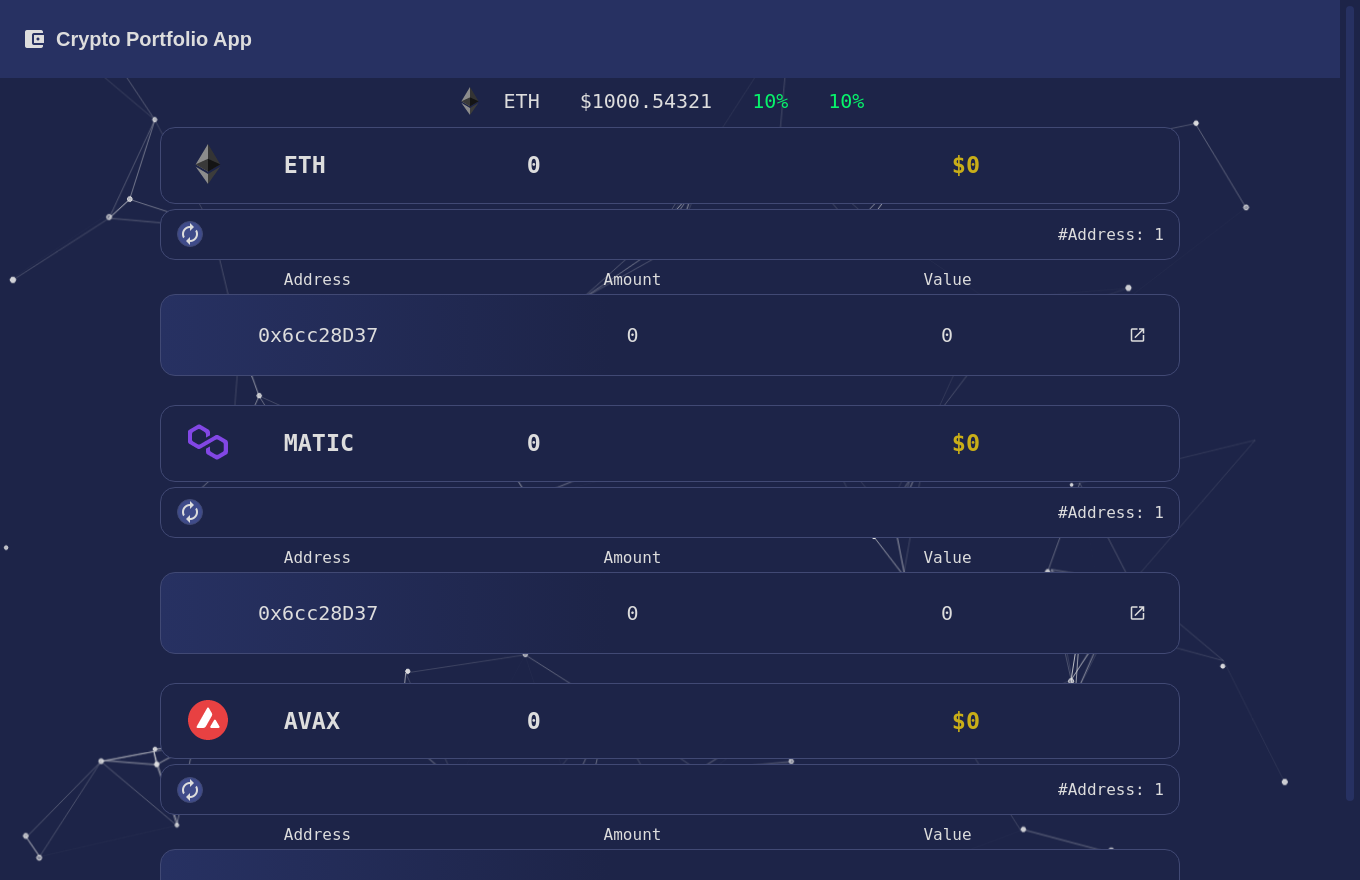 Crypto Portfolio App
ETH $1000.54321 10% 10%
ETH 0 $0
#Address: 1
Address Amount Value
0x6cc28D37 0 0
MATIC 0 $0
#Address: 1
Address Amount Value
0x6cc28D37 0 0
AVAX 0 $0
#Address: 1
Address Amount Value